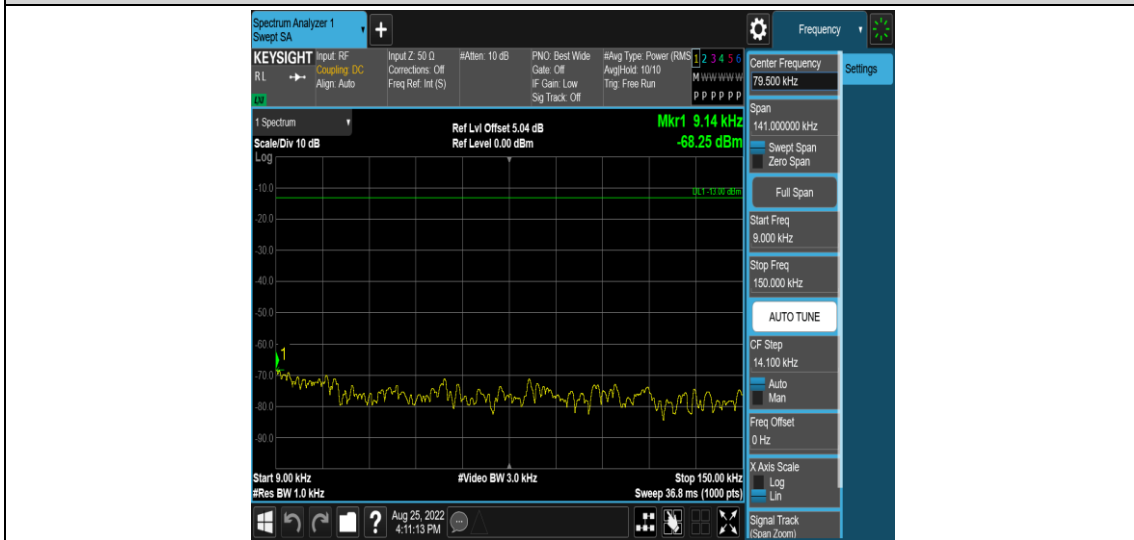 Spectrum Analyzer 1
Swept SA
+
Frequency
KEYSIGHT
RL
LXI
Input: RF
Coupling: DC
Align: Auto
Input Z: 50 Ω
Corrections: Off
Freq Ref: Int (S)
#Atten: 10 dB
PNO: Best Wide
Gate: Off
IF Gain: Low
Sig Track: Off
#Avg Type: Power (RMS
Avg|Hold: 10/10
Trig: Free Run
1 2 3 4 5 6
M W W W W W
P P P P P P
1 Spectrum
Scale/Div 10 dB
Log
Ref Lvl Offset 5.04 dB
Ref Level 0.00 dBm
Mkr1 9.14 kHz
-68.25 dBm
DL1 -13.00 dBm
-10.0
-20.0
-30.0
-40.0
-50.0
-60.0
-70.0
-80.0
-90.0
1
Start 9.00 kHz
#Res BW 1.0 kHz
#Video BW 3.0 kHz
Stop 150.00 kHz
Sweep 36.8 ms (1000 pts)
Center Frequency
79.500 kHz
Settings
Span
141.000000 kHz
Swept Span
Zero Span
Full Span
Start Freq
9.000 kHz
Stop Freq
150.000 kHz
AUTO TUNE
CF Step
14.100 kHz
Auto
Man
Freq Offset
0 Hz
X Axis Scale
Log
Lin
Signal Track
(Span Zoom)
?
Aug 25, 2022
4:11:13 PM